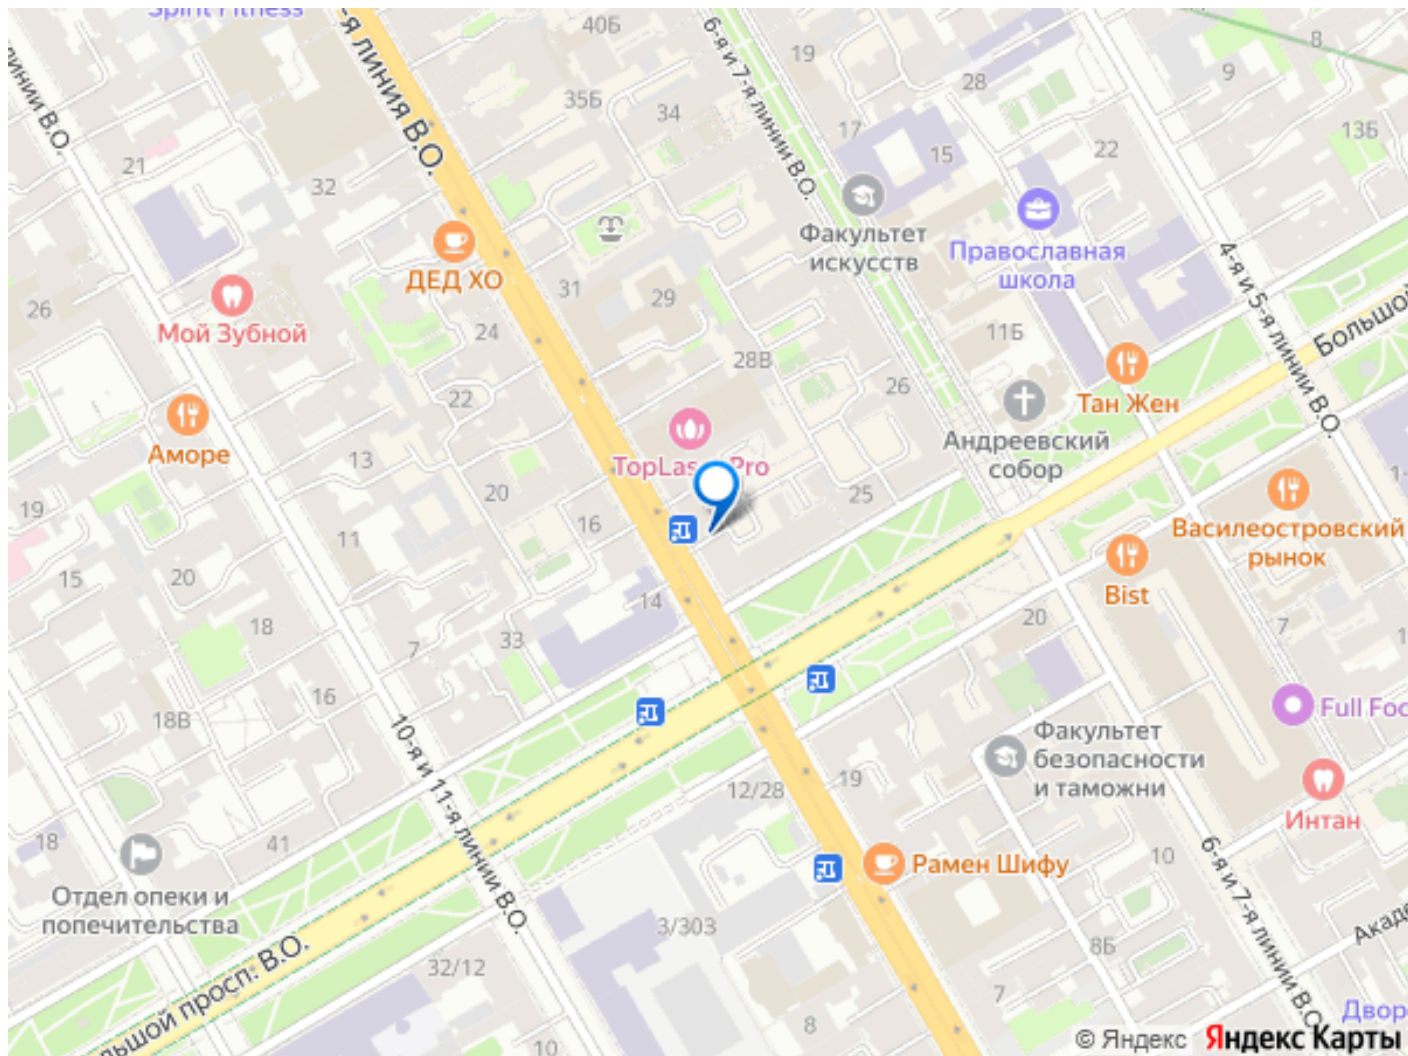 Spirit Fitness
40Б
6-я и 7-я линии В.О.
19
8
9
28
-я линия В.О.
линии В.О.
35Б
34
17
15
22
13Б
21
32
Факультет
искусств
Православная
школа
4-я и 5-я линии В.О.
Большой
ДЕД ХО
31
29
26
Мой Зубной
24
28В
11Б
26
22
Тан Жен
Аморе
Андреевский
собор
13
TopLas
Pro
20
25
19
16
11
Василеостровский
рынок
15
20
Bist
14
20
18
7
33
7
16
18В
Full Foc
10-я и 11-я линии В.О.
Факультет
безопасности
и таможни
12/28
19
Интан
18
41
6-я и 7-я линии В.О.
10
Рамен Шифу
Отдел опеки и
попечительства
3/303
8Б
Акаде
льшой просп. В.О.
32/12
7
8
Двор
10
© Яндекс Яндекс Карты